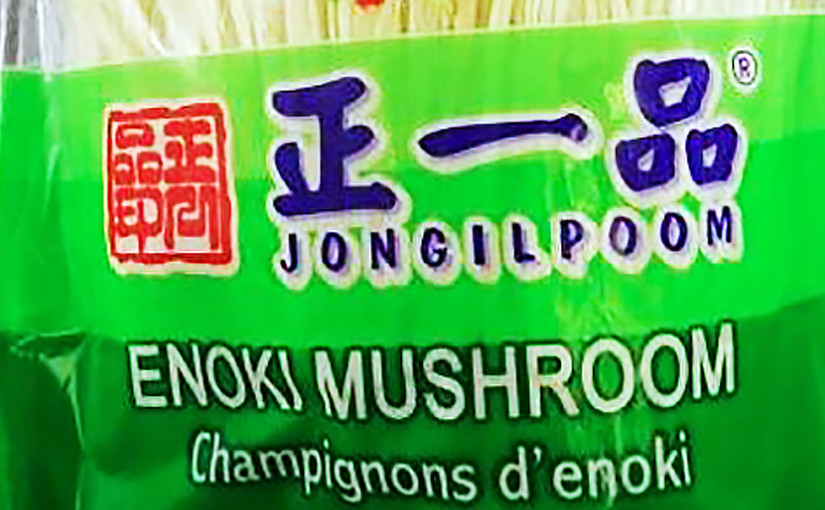 正一品®
JONGILPOOM
ENOKI MUSHROOM
Champignons d'enoki